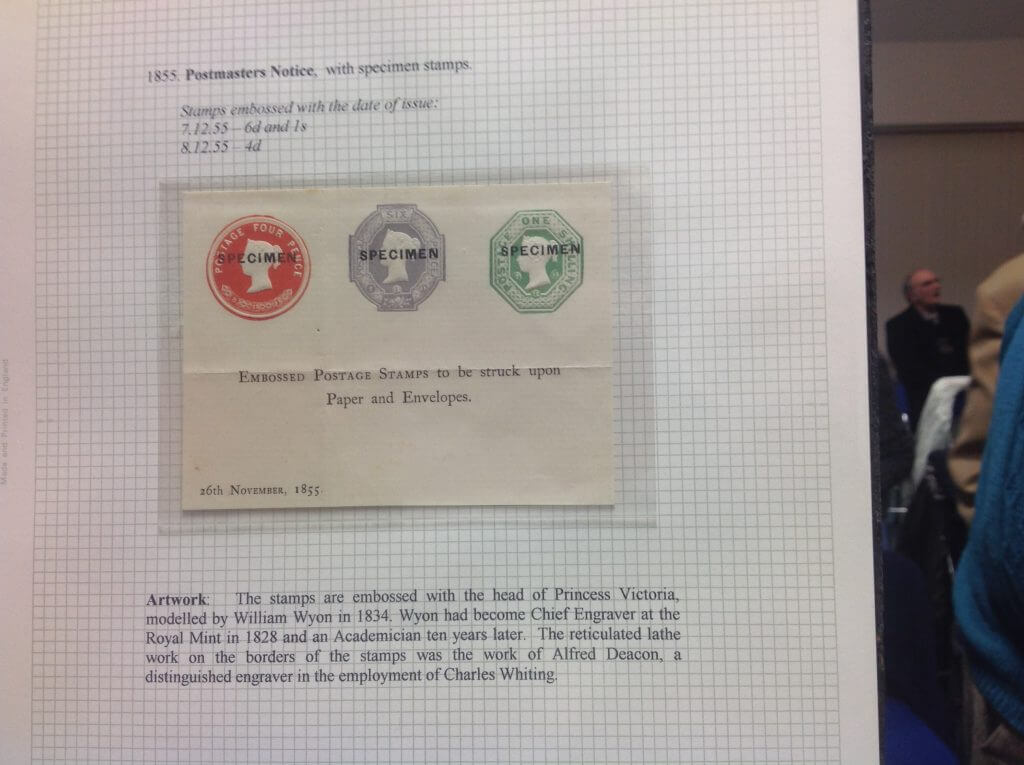 1855. Postmasters Notice, with specimen stamps.
Stamps embossed with the date of issue:
7.12.55 – 6d and 1s
8.12.55 – 4d
POSTAGE FOUR PENCE
SPECIMEN
SIX
SPECIMEN
POSTAGE ONE SHILLING
SPECIMEN
EMBOSSED POSTAGE STAMPS to be struck upon
Paper and Envelopes.
26th NOVEMBER, 1855.
Artwork: The stamps are embossed with the head of Princess Victoria,
modelled by William Wyon in 1834. Wyon had become Chief Engraver at the
Royal Mint in 1828 and an Academician ten years later. The reticulated lathe
work on the borders of the stamps was the work of Alfred Deacon, a
distinguished engraver in the employment of Charles Whiting.
Made and Printed in England